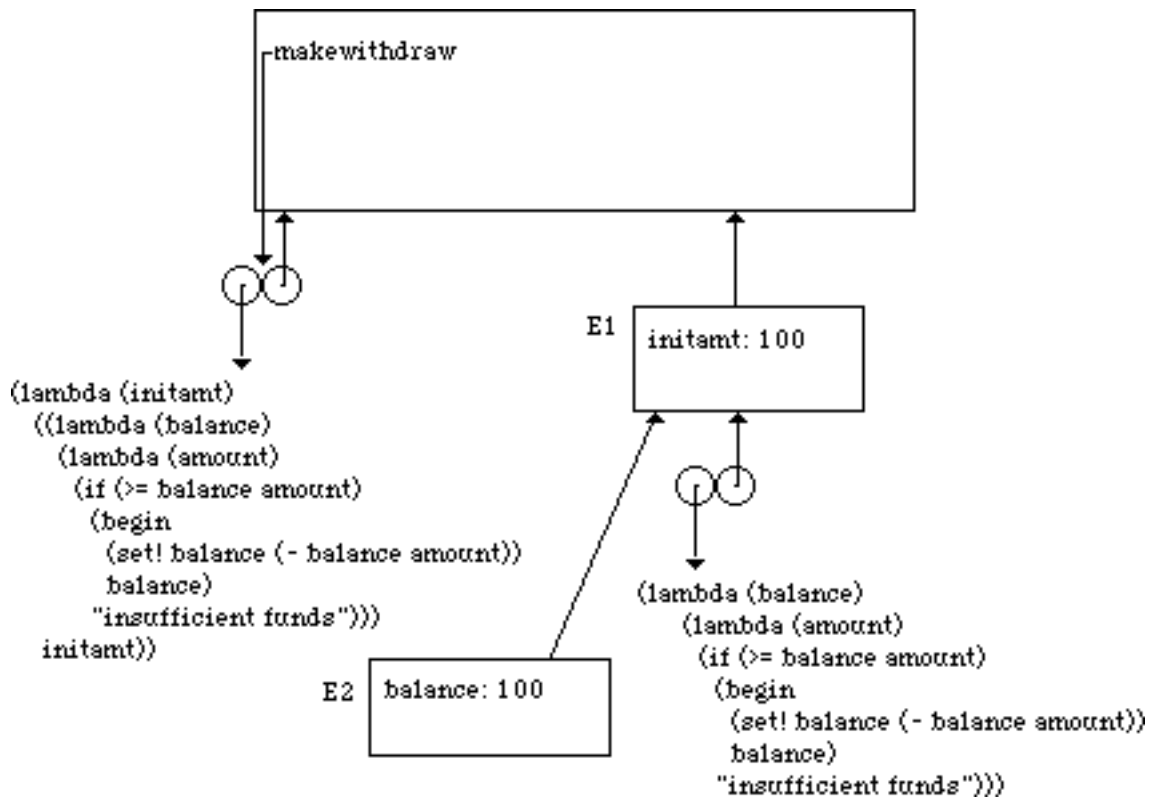 makewithdraw
E1
initamt: 100
(lambda (initamt)
((lambda (balance)
(lambda (amount)
(if (>= balance amount)
(begin
(set! balance (- balance amount))
balance)
"insufficient funds")))
initamt))
E2
balance: 100
(lambda (balance)
(lambda (amount)
(if (>= balance amount)
(begin
(set! balance (- balance amount))
balance)
"insufficient funds")))